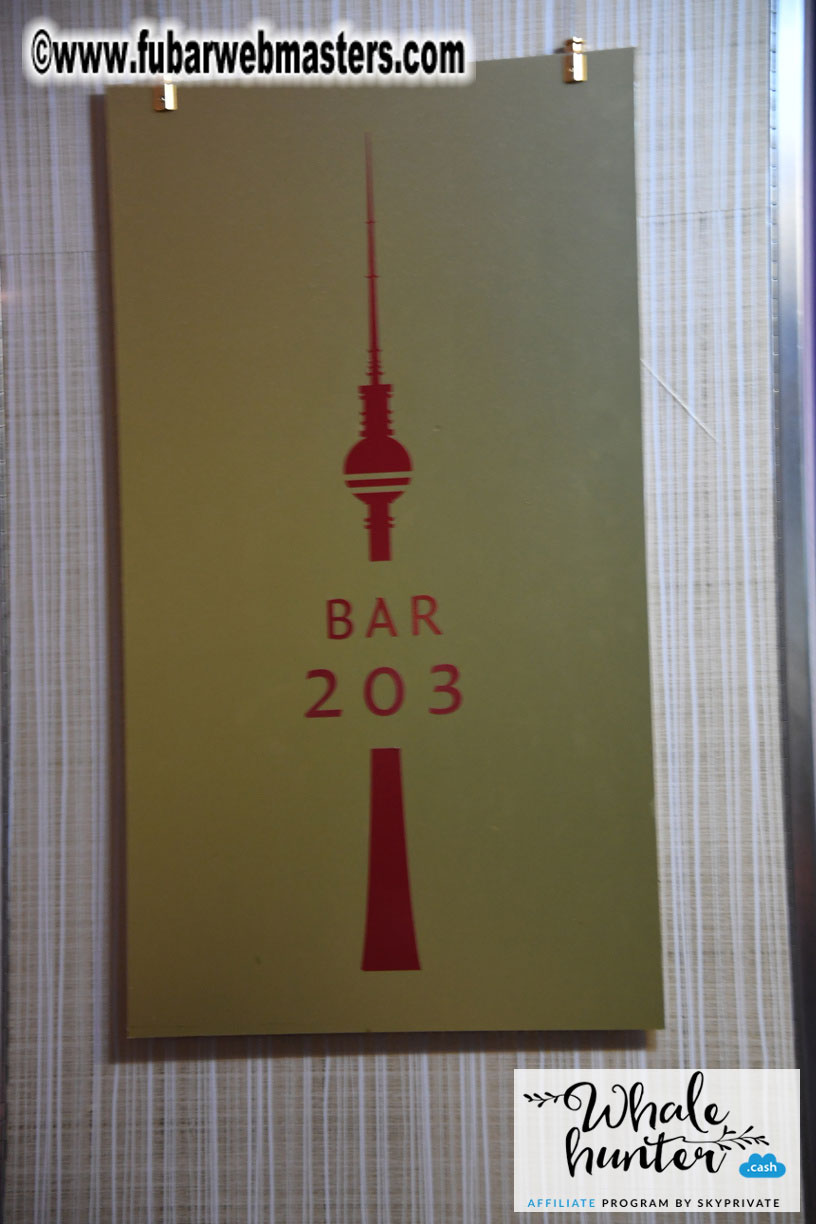 ©www.fubarwebmasters.com
BAR
203
Whale
hunter
.cash
AFFILIATE PROGRAM BY SKYPRIVATE